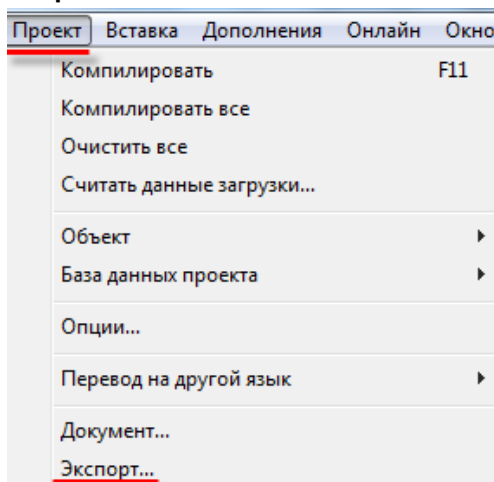 Проект Вставка Дополнения Онлайн Окно
Компилировать F11
Компилировать все
Очистить все
Считать данные загрузки...
Объект
База данных проекта
Опции...
Перевод на другой язык
Документ...
Экспорт...